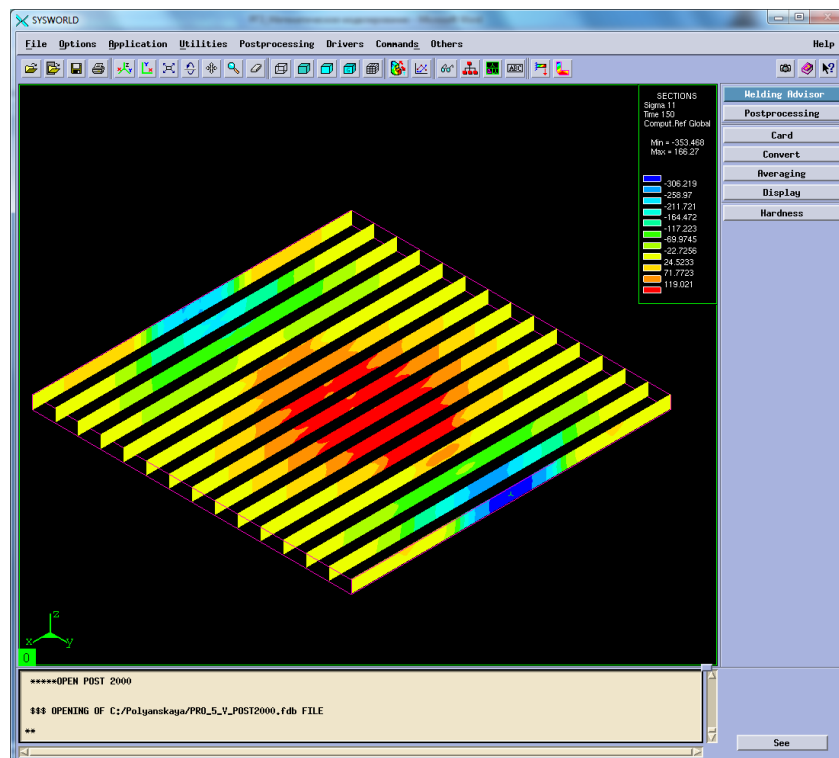 SYSWORLD
File Options Application Utilities Postprocessing Drivers Commands Others Help
ABC
SECTIONS
Sigma 11
Time 150
Comput.Ref Global
Min = -353.468
Max = 166.27
-306.219
-258.97
-211.721
-164.472
-117.223
-69.9745
-22.7256
24.5233
71.7723
119.021
Welding Advisor
Postprocessing
Card
Convert
Averaging
Display
Hardness
z
x
y
0
*****OPEN POST 2000
$$$ OPENING OF C:/Polyanskaya/PRO_5_V_POST2000.fdb FILE
**
See